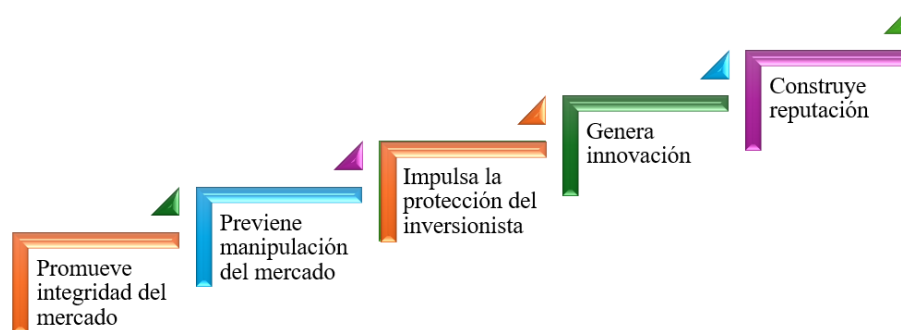 Promueve
integridad del
mercado
Previene
manipulación
del mercado
Impulsa la
protección del
inversionista
Genera
innovación
Construye
reputación